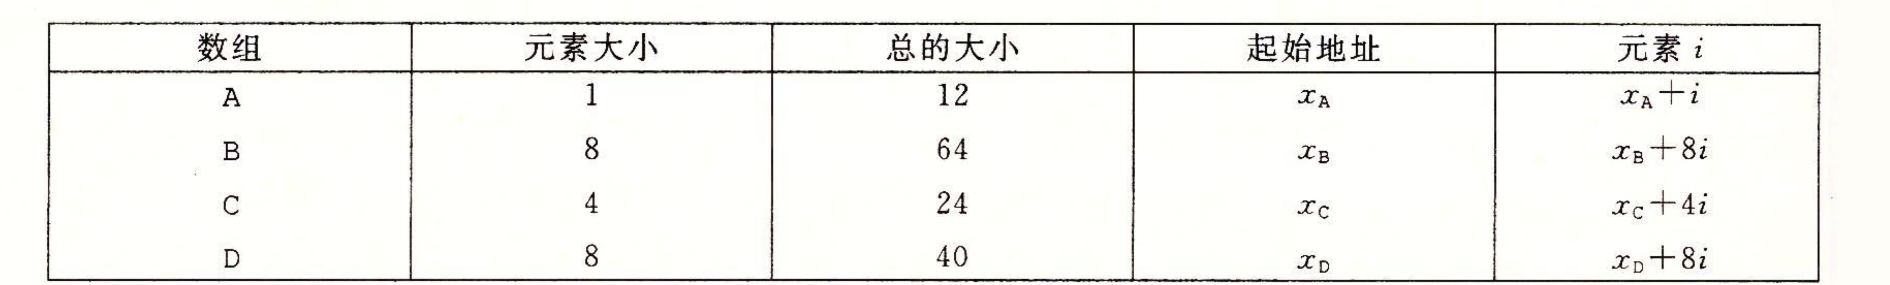 数组 元素大小 总的大小 起始地址 元素 i
A 1 12 x_A x_A+i
B 8 64 x_B x_B+8i
C 4 24 x_C x_C+4i
D 8 40 x_D x_D+8i